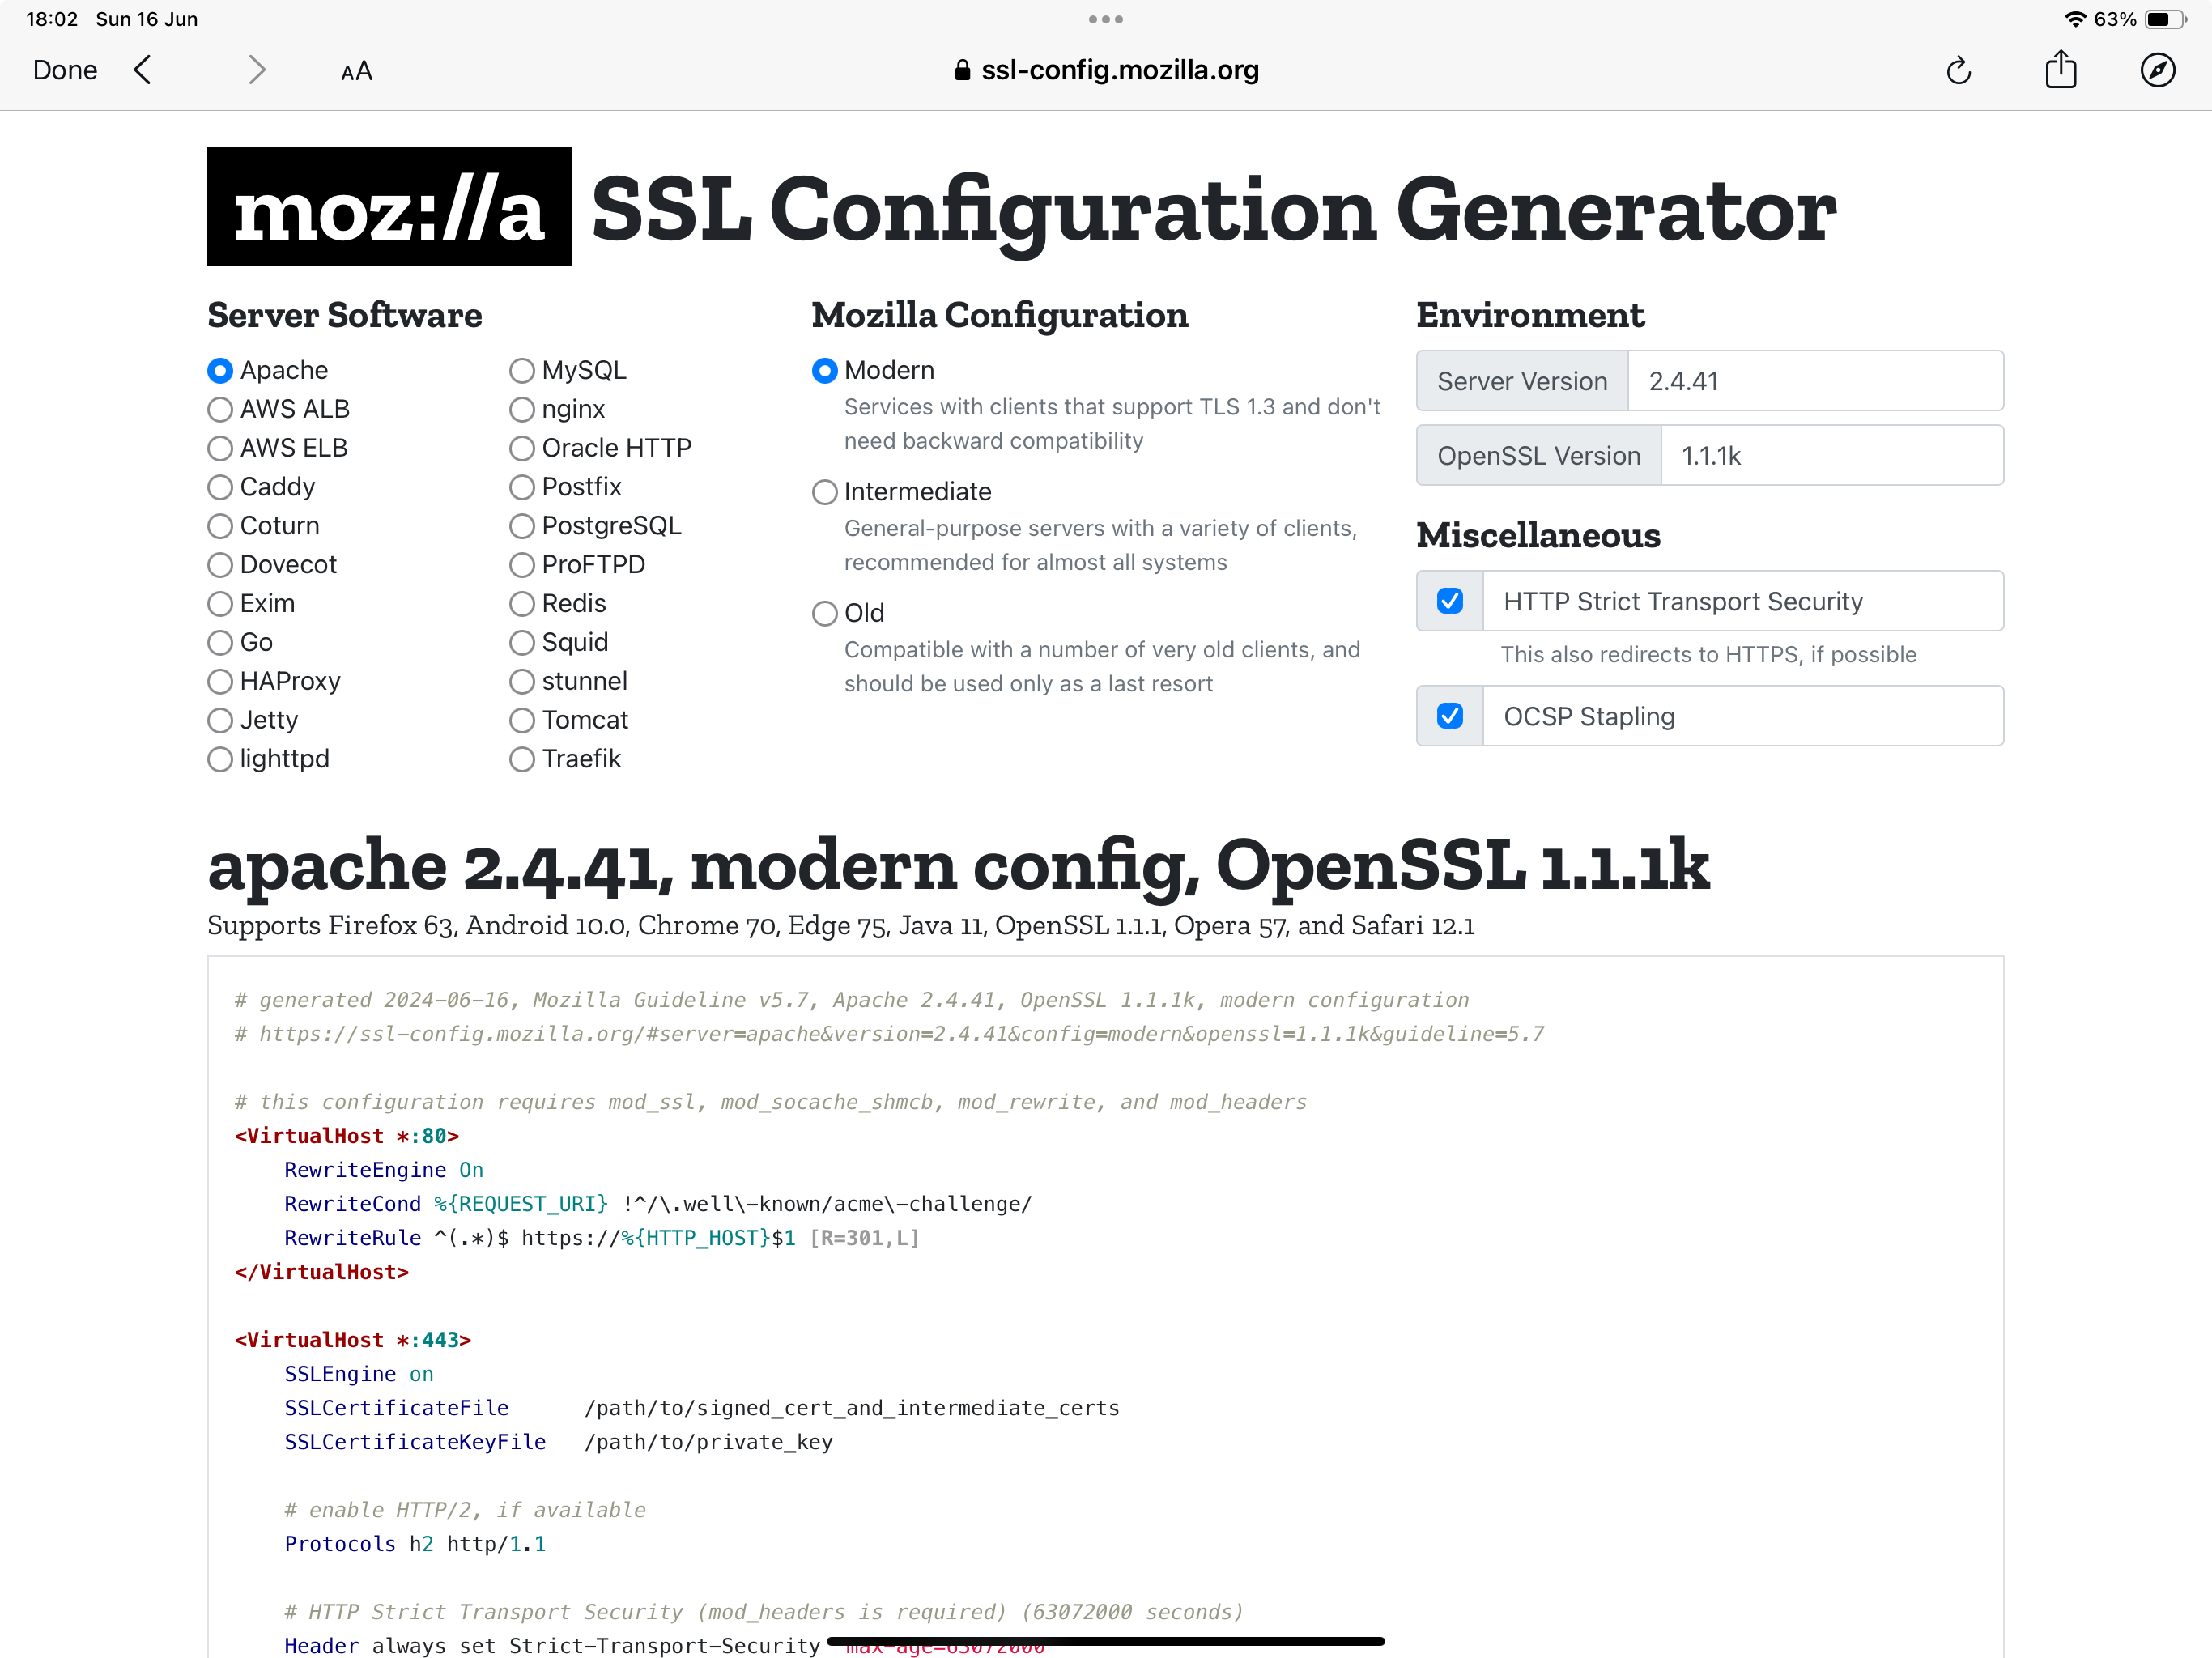 18:02 Sun 16 Jun
63%
Done
AA
ssl-config.mozilla.org
moz://a SSL Configuration Generator
Server Software
Apache
AWS ALB
AWS ELB
Caddy
Coturn
Dovecot
Exim
Go
HAProxy
Jetty
lighttpd
MySQL
nginx
Oracle HTTP
Postfix
PostgreSQL
ProFTPD
Redis
Squid
stunnel
Tomcat
Traefik
Mozilla Configuration
Modern
Services with clients that support TLS 1.3 and don't
need backward compatibility
Intermediate
General-purpose servers with a variety of clients,
recommended for almost all systems
Old
Compatible with a number of very old clients, and
should be used only as a last resort
Environment
Server Version 2.4.41
OpenSSL Version 1.1.1k
Miscellaneous
HTTP Strict Transport Security
This also redirects to HTTPS, if possible
OCSP Stapling
apache 2.4.41, modern config, OpenSSL 1.1.1k
Supports Firefox 63, Android 10.0, Chrome 70, Edge 75, Java 11, OpenSSL 1.1.1, Opera 57, and Safari 12.1
# generated 2024-06-16, Mozilla Guideline v5.7, Apache 2.4.41, OpenSSL 1.1.1k, modern configuration
# https://ssl-config.mozilla.org/#server=apache&version=2.4.41&config=modern&openssl=1.1.1k&guideline=5.7
# this configuration requires mod_ssl, mod_socache_shmcb, mod_rewrite, and mod_headers
<VirtualHost *:80>
RewriteEngine On
RewriteCond %{REQUEST_URI} !^/\.well\-known/acme\-challenge/
RewriteRule ^(.*)$ https://%{HTTP_HOST}$1 [R=301,L]
</VirtualHost>
<VirtualHost *:443>
SSLEngine on
SSLCertificateFile /path/to/signed_cert_and_intermediate_certs
SSLCertificateKeyFile /path/to/private_key
# enable HTTP/2, if available
Protocols h2 http/1.1
# HTTP Strict Transport Security (mod_headers is required) (63072000 seconds)
Header always set Strict-Transport-Security max-age=63072000